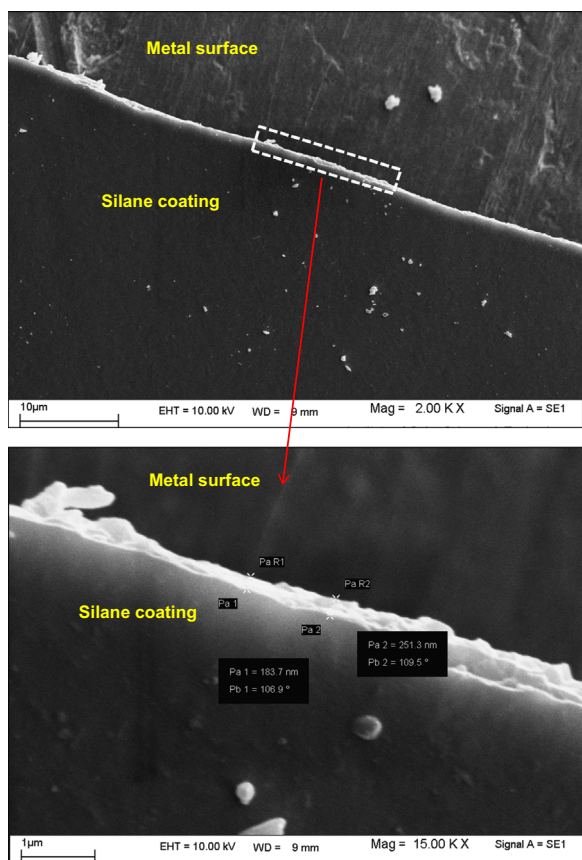 Metal surface
Silane coating
10µm
EHT = 10.00 kV WD = 9 mm Mag = 2.00 K X Signal A = SE1
Metal surface
Pa R1
Pa R2
Pa 1
Silane coating
Pa 2
Pa 2 = 251.3 nm
Pb 2 = 109.5 °
Pa 1 = 183.7 nm
Pb 1 = 106.9 °
1µm
EHT = 10.00 kV WD = 9 mm Mag = 15.00 K X Signal A = SE1